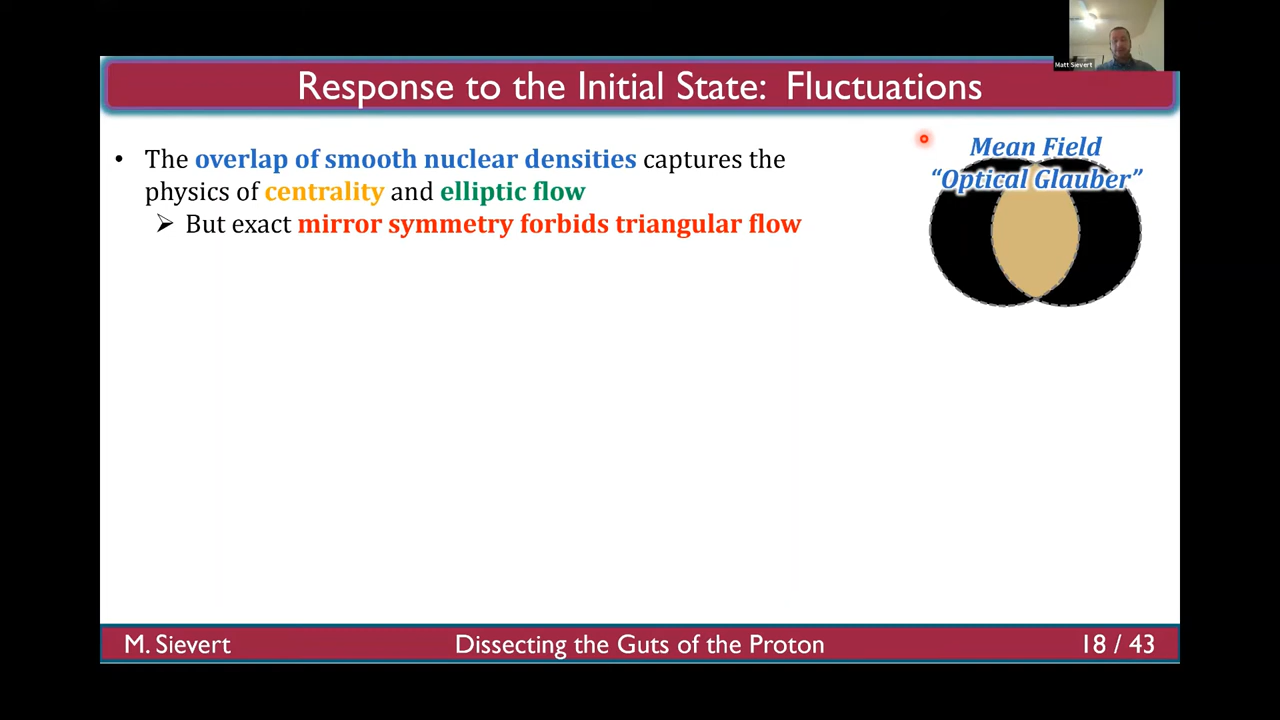 Matt Sievert
Response to the Initial State: Fluctuations
• The overlap of smooth nuclear densities captures the
physics of centrality and elliptic flow
➢ But exact mirror symmetry forbids triangular flow
Mean Field
“Optical Glauber”
M. Sievert
Dissecting the Guts of the Proton
18 / 43